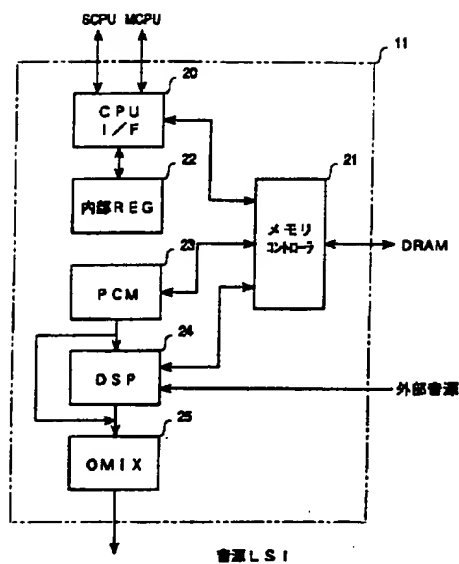 SCPU MCPU
11
20
CPU
I/F
22
内部REG
21
メモリ
コントローラ
DRAM
23
PCM
24
DSP
外部音源
25
OMIX
音源LSI